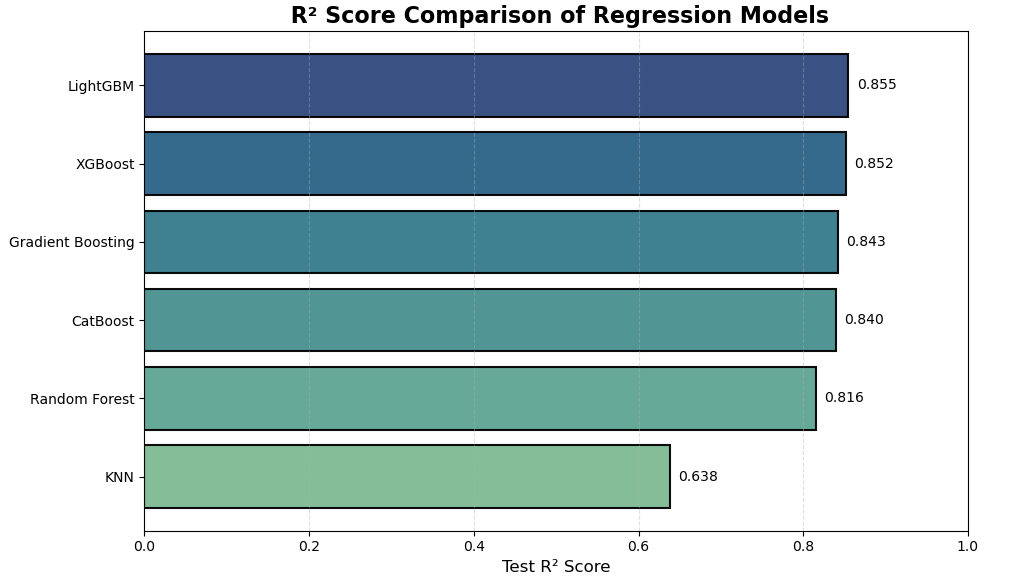 R² Score Comparison of Regression Models
LightGBM 0.855
XGBoost 0.852
Gradient Boosting 0.843
CatBoost 0.840
Random Forest 0.816
KNN 0.638
0.0 0.2 0.4 0.6 0.8 1.0
Test R² Score